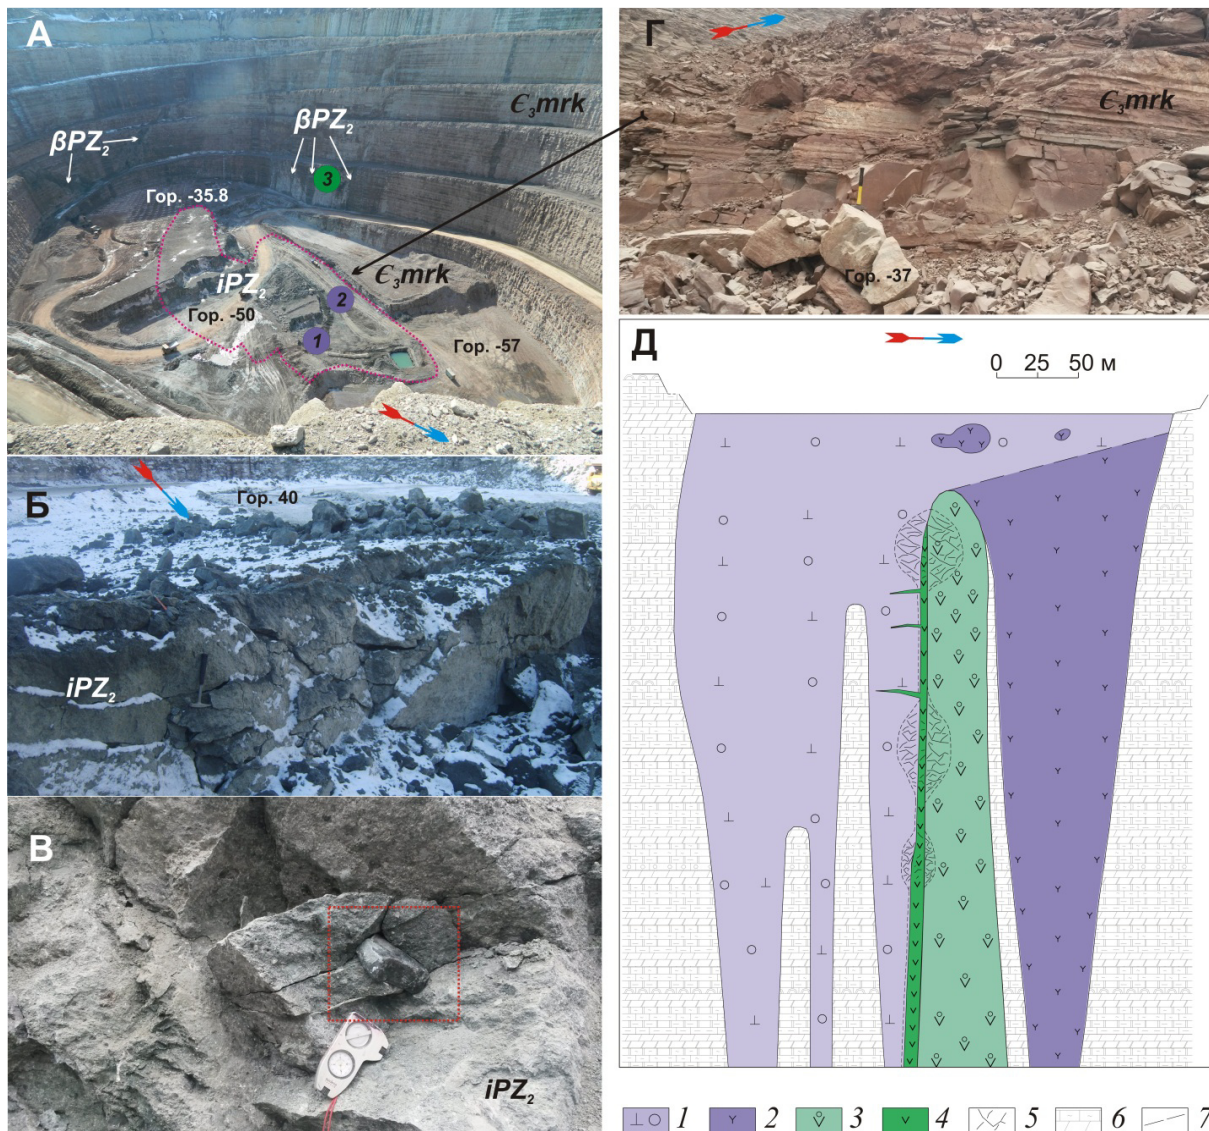 А
Є₃mrk
βPZ₂
βPZ₂
3
Гор. -35.8
iPZ₂
Є₃mrk
2
Гор. -50
1
Гор. -57
Б
Гор. 40
iPZ₂
В
iPZ₂
Г
Є₃mrk
Гор. -37
Д
0 25 50 м
1 2 3 4 5 6 7